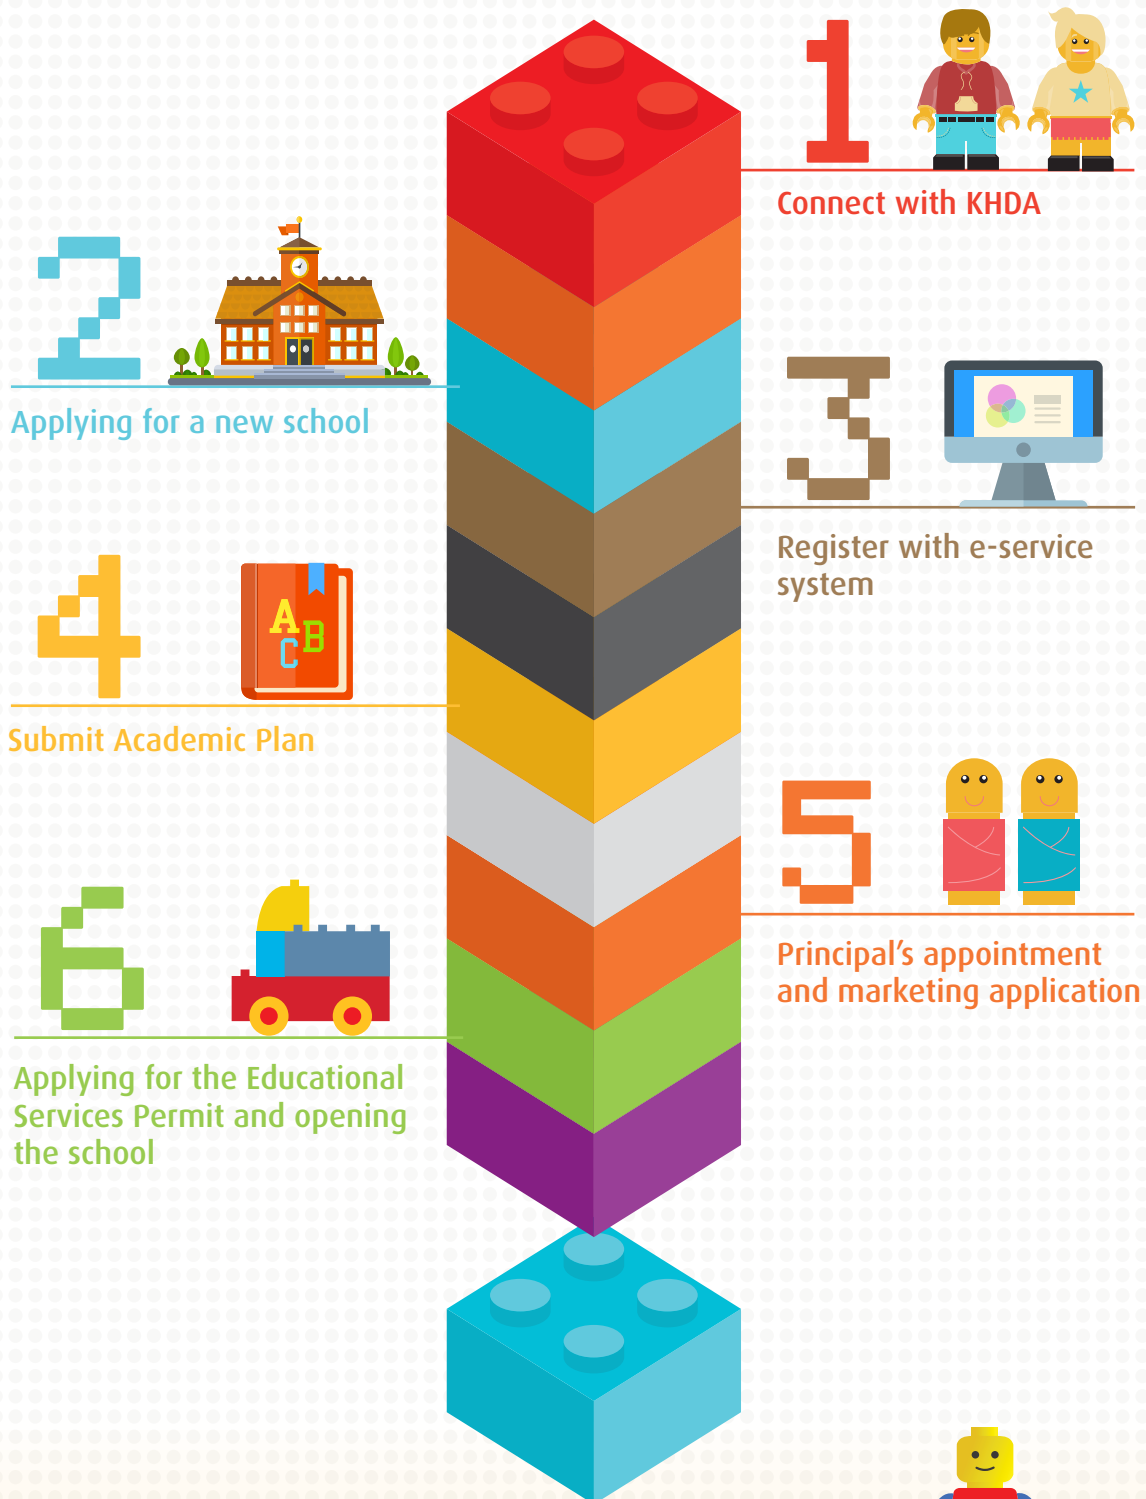 1
Connect with KHDA
2
Applying for a new school
3
Register with e-service
system
4
A
B
C
Submit Academic Plan
5
Principal's appointment
and marketing application
6
Applying for the Educational
Services Permit and opening
the school